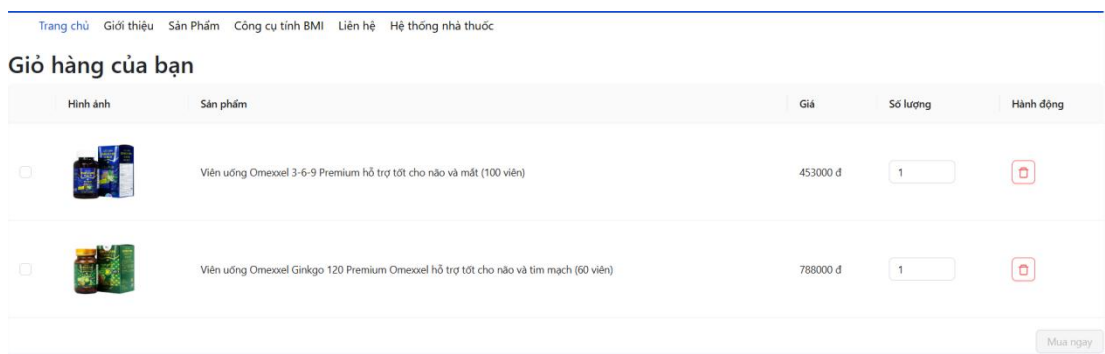 Trang chủ Giới thiệu Sản Phẩm Công cụ tính BMI Liên hệ Hệ thống nhà thuốc
Giỏ hàng của bạn
Hình ảnh Sản phẩm Giá Số lượng Hành động
Viên uống Omexxel 3-6-9 Premium hỗ trợ tốt cho não và mắt (100 viên) 453000 đ 1
Viên uống Omexxel Ginkgo 120 Premium Omexxel hỗ trợ tốt cho não và tim mạch (60 viên) 788000 đ 1
Mua ngay